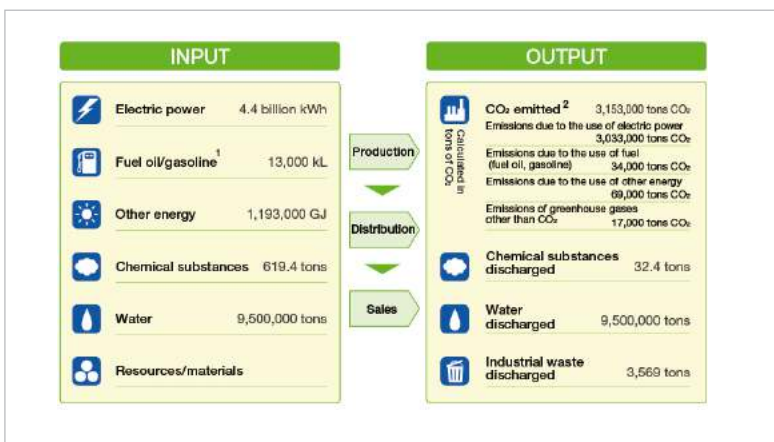 INPUT
Electric power 4.4 billion kWh
Fuel oil/gasoline1 13,000 kL
Other energy 1,193,000 GJ
Chemical substances 619.4 tons
Water 9,500,000 tons
Resources/materials
Production
Distribution
Sales
OUTPUT
Calculated in
tons of CO₂
CO₂ emitted2 3,153,000 tons CO₂
Emissions due to the use of electric power
3,033,000 tons CO₂
Emissions due to the use of fuel
(fuel oil, gasoline) 34,000 tons CO₂
Emissions due to the use of other energy
69,000 tons CO₂
Emissions of greenhouse gases
other than CO₂ 17,000 tons CO₂
Chemical substances
discharged 32.4 tons
Water
discharged 9,500,000 tons
Industrial waste
discharged 3,569 tons